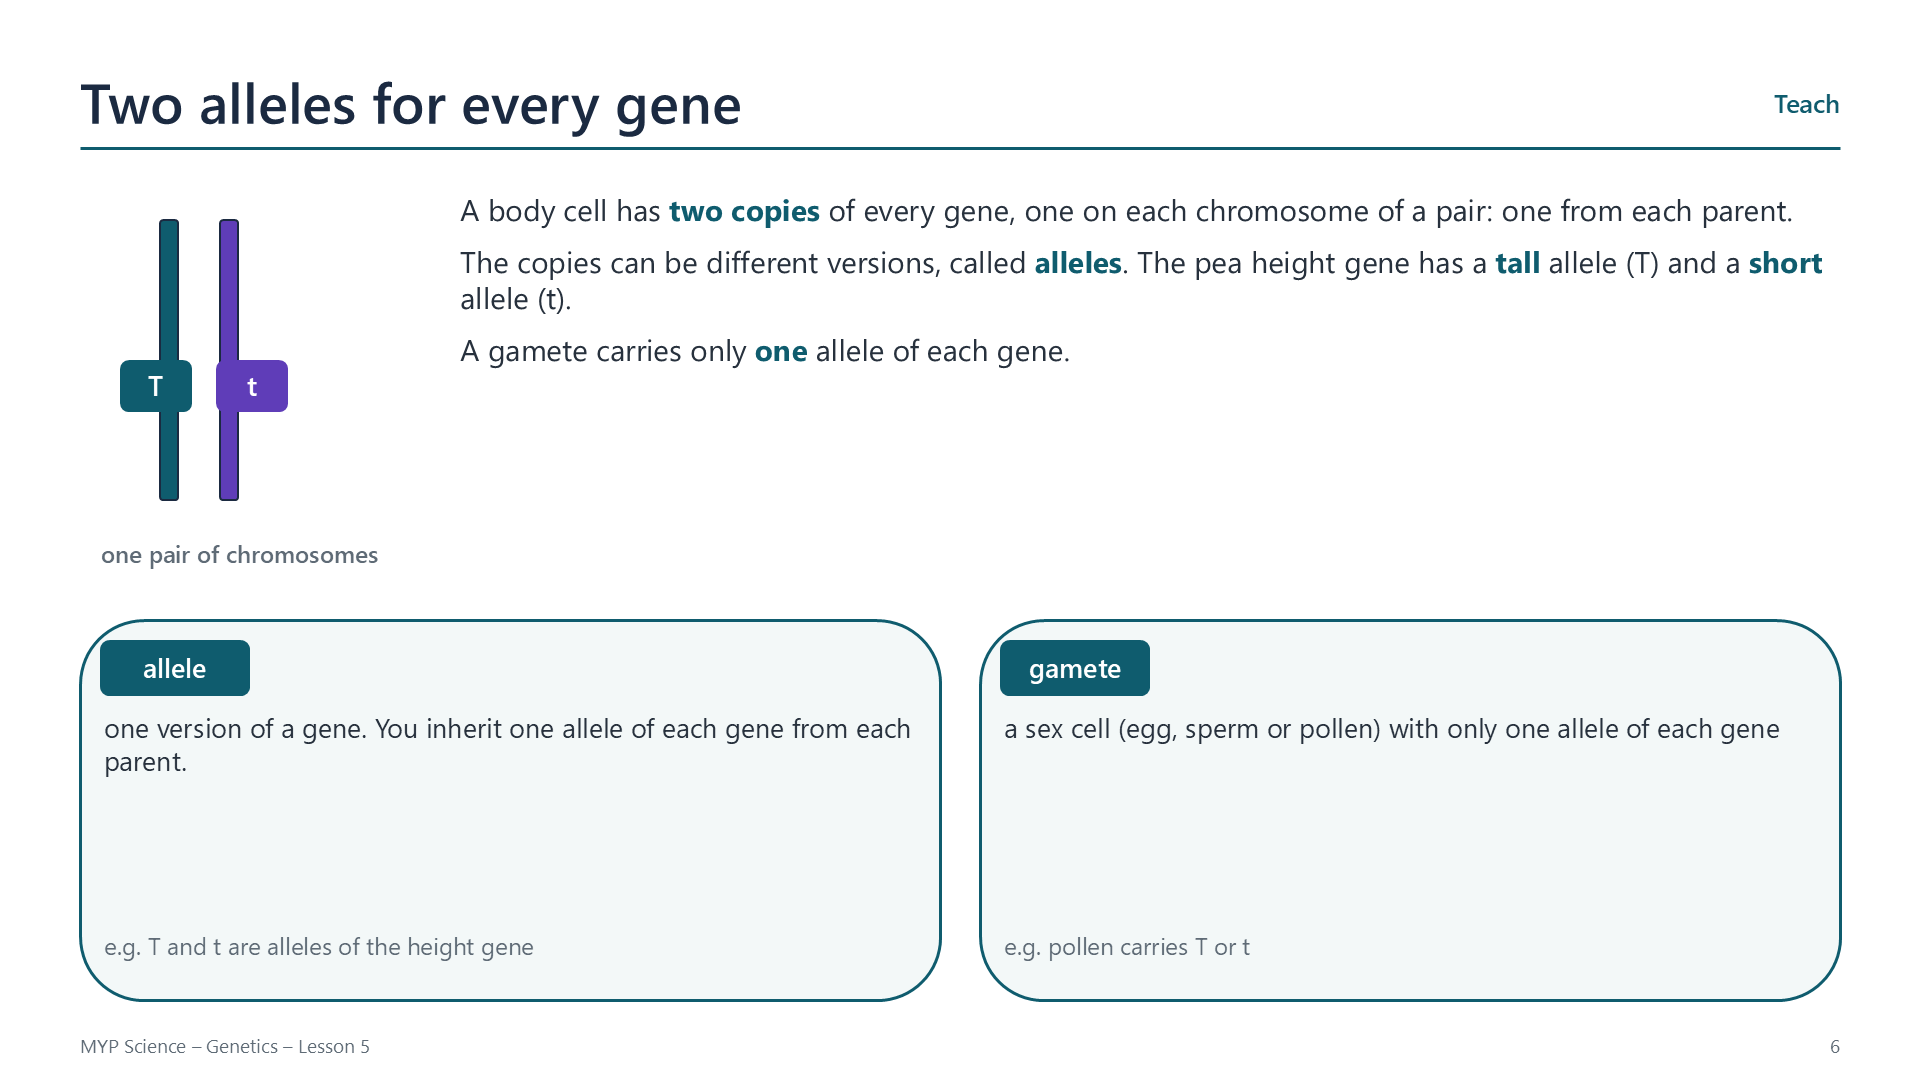 Two alleles for every gene
Teach
A body cell has two copies of every gene, one on each chromosome of a pair: one from each parent.
The copies can be different versions, called alleles. The pea height gene has a tall allele (T) and a short
allele (t).
A gamete carries only one allele of each gene.
T
t
one pair of chromosomes
allele
one version of a gene. You inherit one allele of each gene from each
parent.
e.g. T and t are alleles of the height gene
gamete
a sex cell (egg, sperm or pollen) with only one allele of each gene
e.g. pollen carries T or t
MYP Science – Genetics – Lesson 5
6